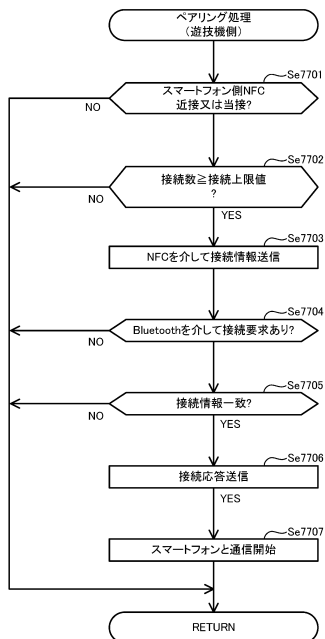 ペアリング処理
(遊技機側)
Se7701
スマートフォン側NFC
近接又は当接?
NO
Se7702
接続数≧接続上限値
?
NO
YES
Se7703
NFCを介して接続情報送信
Se7704
Bluetoothを介して接続要求あり?
NO
Se7705
接続情報一致?
NO
YES
Se7706
接続応答送信
YES
Se7707
スマートフォンと通信開始
RETURN